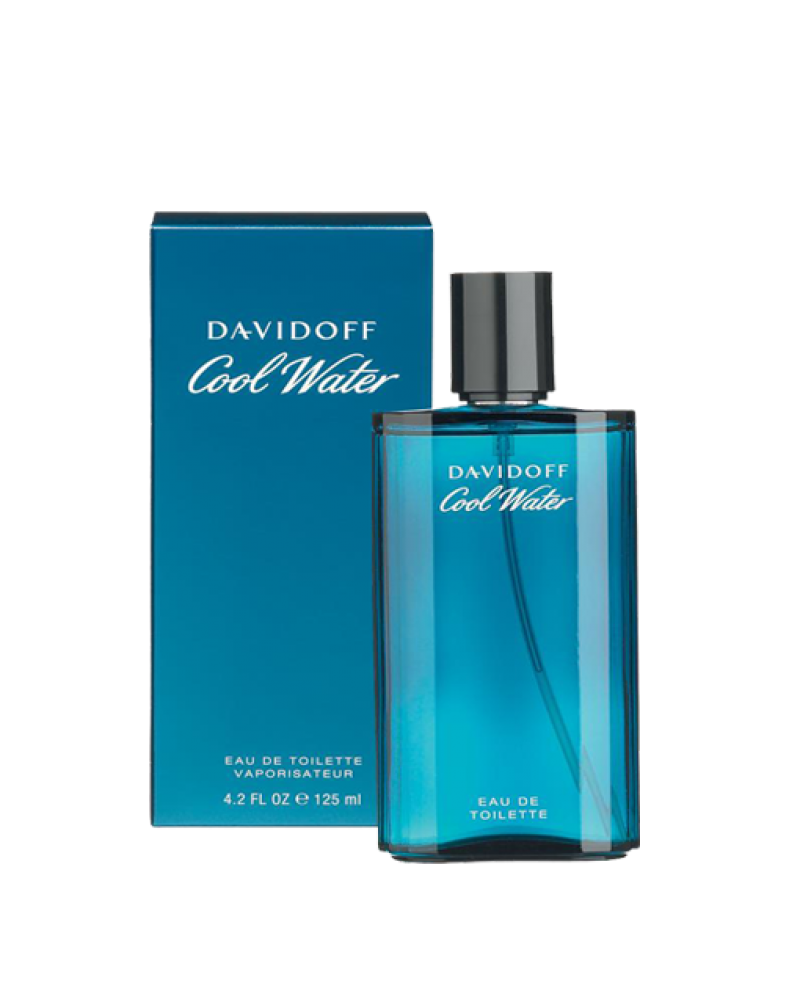 DAVIDOFF
Cool Water
EAU DE TOILETTE
VAPORISATEUR
4.2 FL OZ ℮ 125 ml
DAVIDOFF
Cool Water
EAU DE
TOILETTE